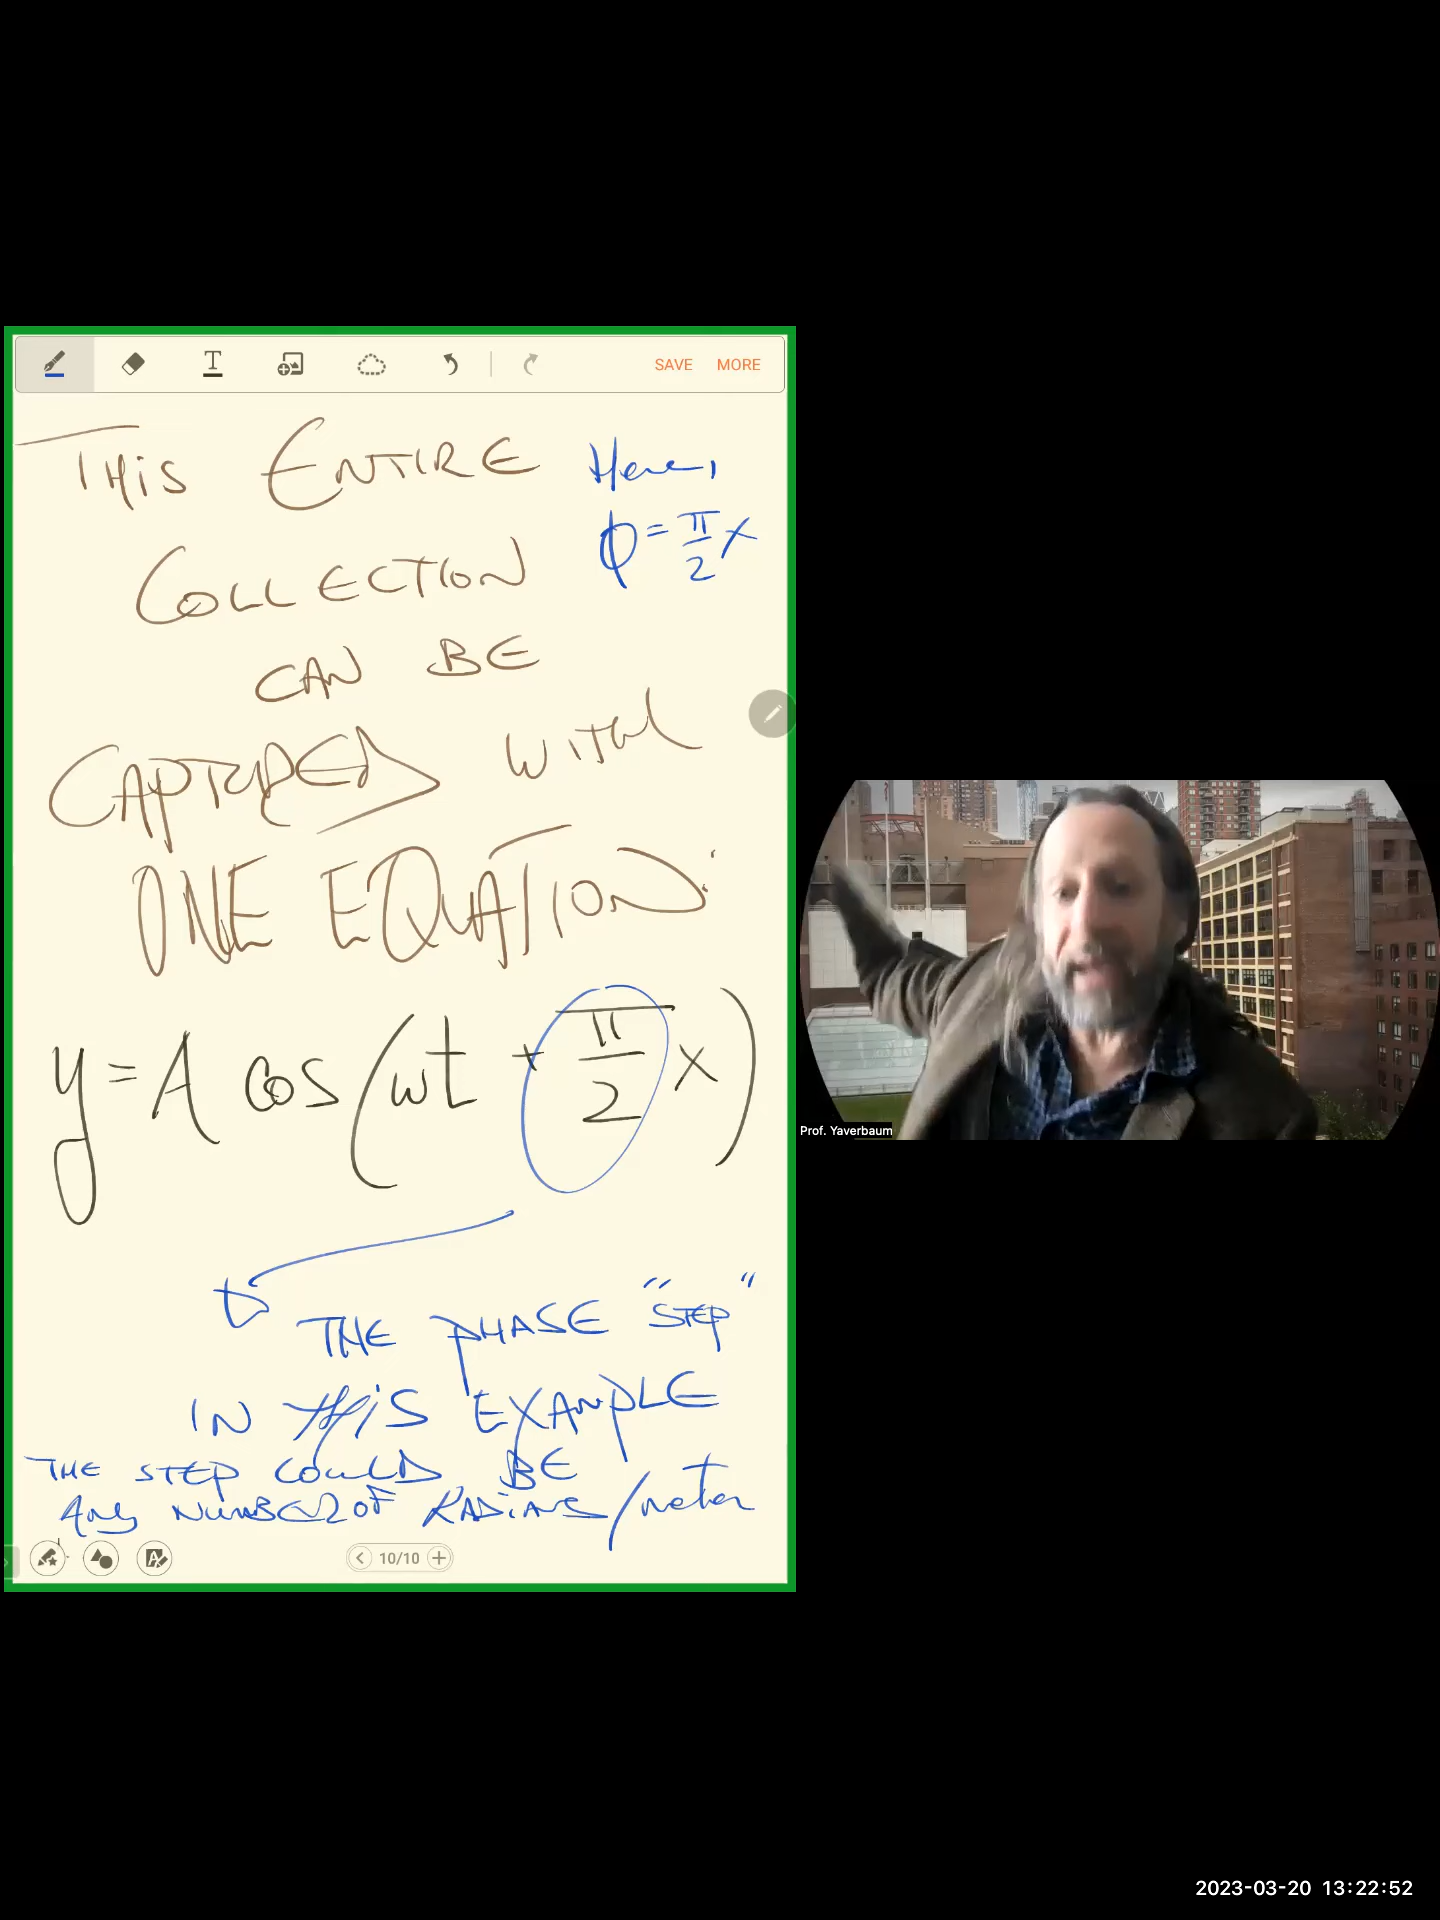 SAVE MORE
THIS ENTIRE
COLLECTION
CAN BE
CAPTURED WITH
ONE EQUATION:
Here,
ϕ = π/2 x
y = A cos(ωt + π/2 x)
THE PHASE "STEP"
IN THIS EXAMPLE
THE STEP COULD BE
ANY NUMBER OF RADIANS/meter
10/10
Prof. Yaverbaum
2023-03-20 13:22:52